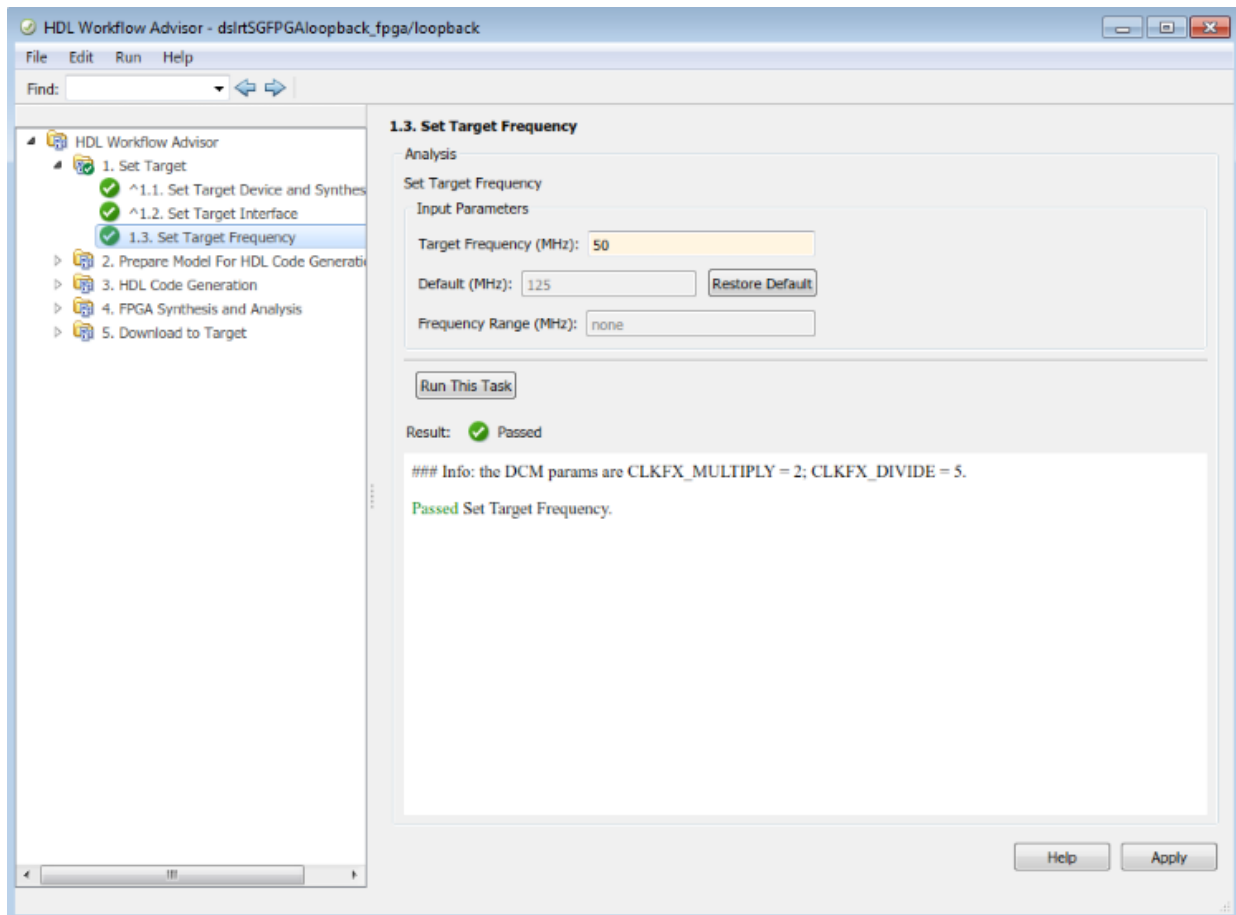 HDL Workflow Advisor - dslrtSGFPGAloopback_fpga/loopback
File Edit Run Help
Find:
HDL Workflow Advisor
1. Set Target
^1.1. Set Target Device and Synthes
^1.2. Set Target Interface
1.3. Set Target Frequency
2. Prepare Model For HDL Code Generati
3. HDL Code Generation
4. FPGA Synthesis and Analysis
5. Download to Target
1.3. Set Target Frequency
Analysis
Set Target Frequency
Input Parameters
Target Frequency (MHz): 50
Default (MHz): 125 Restore Default
Frequency Range (MHz): none
Run This Task
Result: Passed
### Info: the DCM params are CLKFX_MULTIPLY = 2; CLKFX_DIVIDE = 5.
Passed Set Target Frequency.
Help Apply